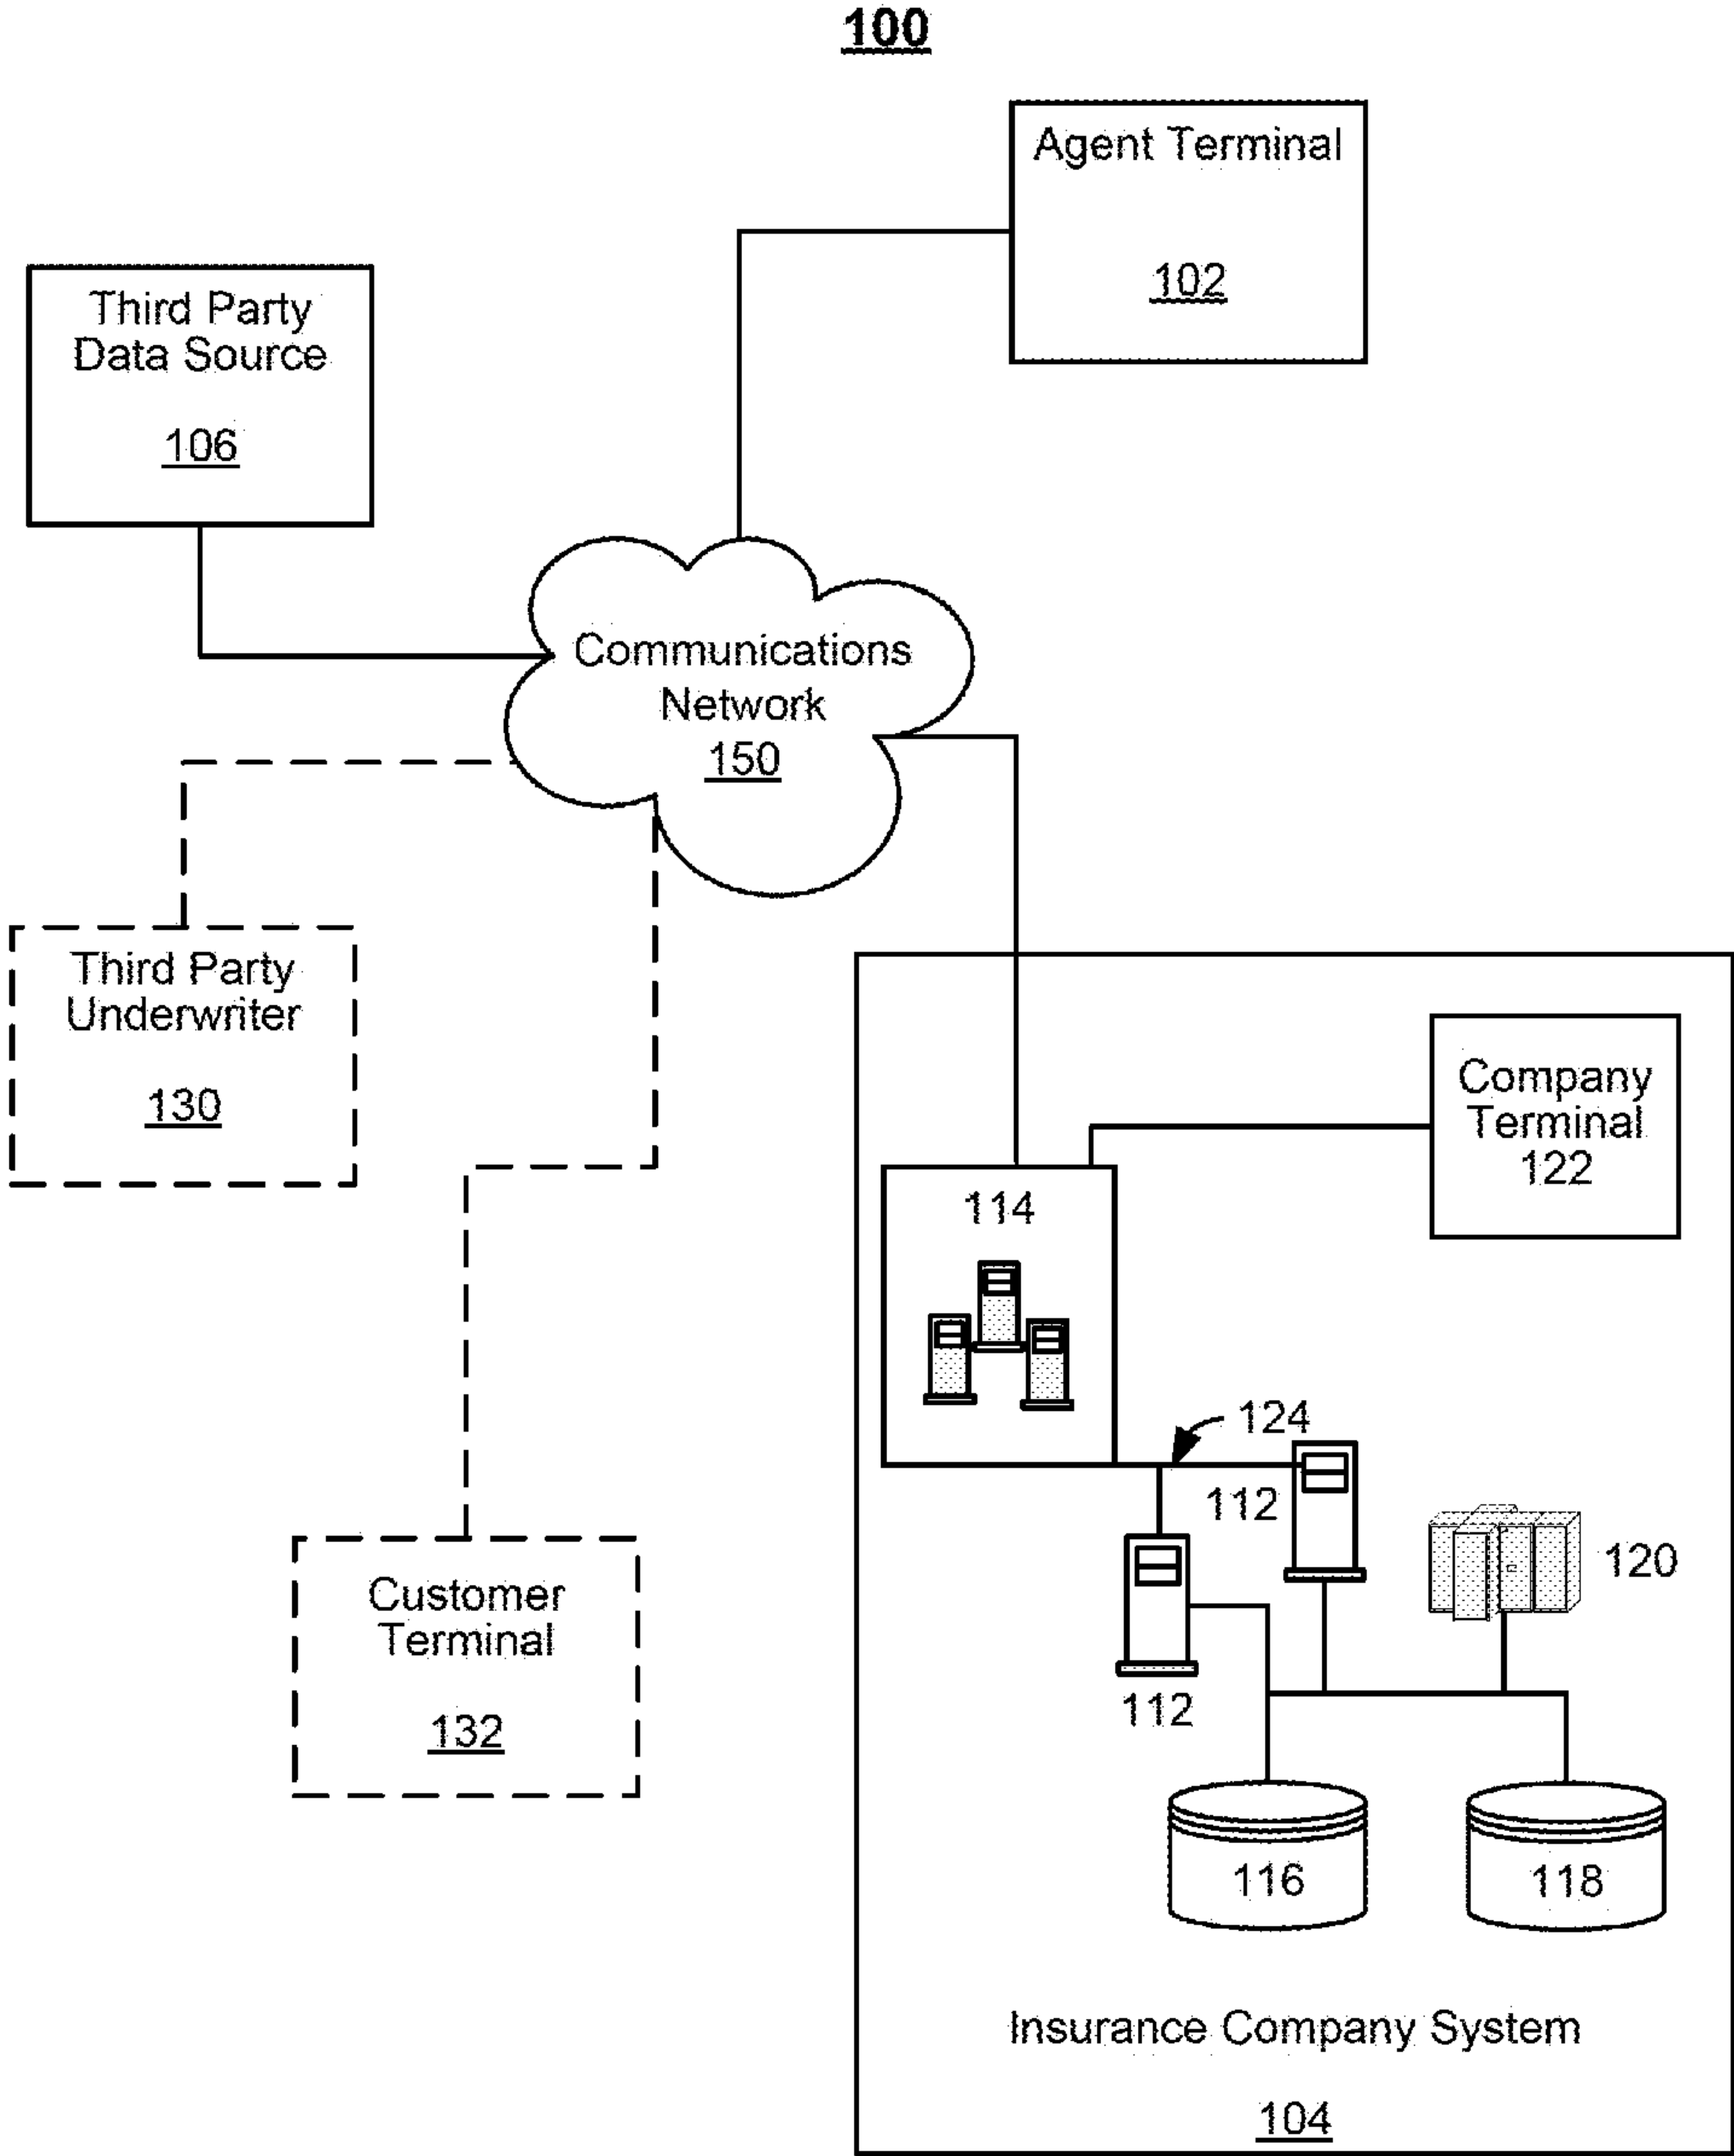 100
Agent Terminal
102
Third Party
Data Source
106
Communications
Network
150
Third Party
Underwriter
130
Company
Terminal
122
114
124
112
120
112
Customer
Terminal
132
116
118
Insurance Company System
104